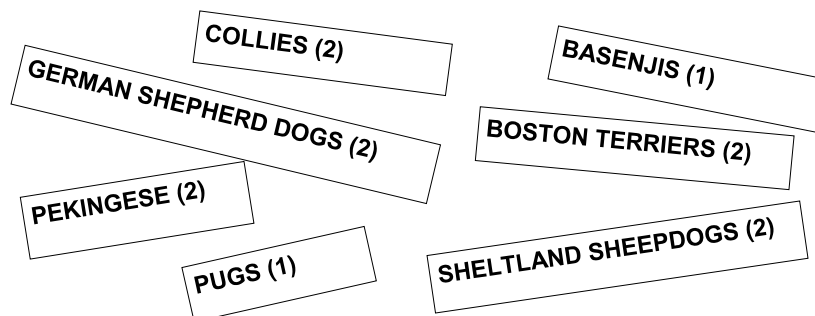 COLLIES (2)
BASENJIS (1)
GERMAN SHEPHERD DOGS (2)
BOSTON TERRIERS (2)
PEKINGESE (2)
SHELTLAND SHEEPDOGS (2)
PUGS (1)